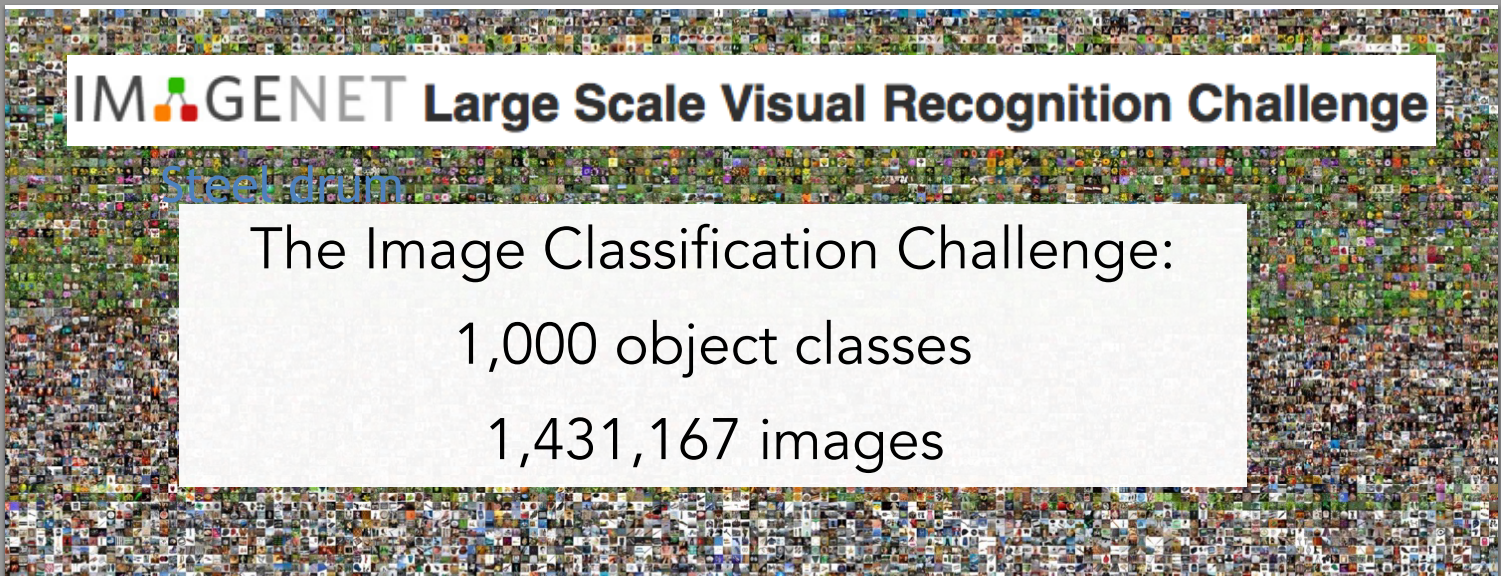 IMAGENET Large Scale Visual Recognition Challenge
Steel drum
The Image Classification Challenge:
1,000 object classes
1,431,167 images